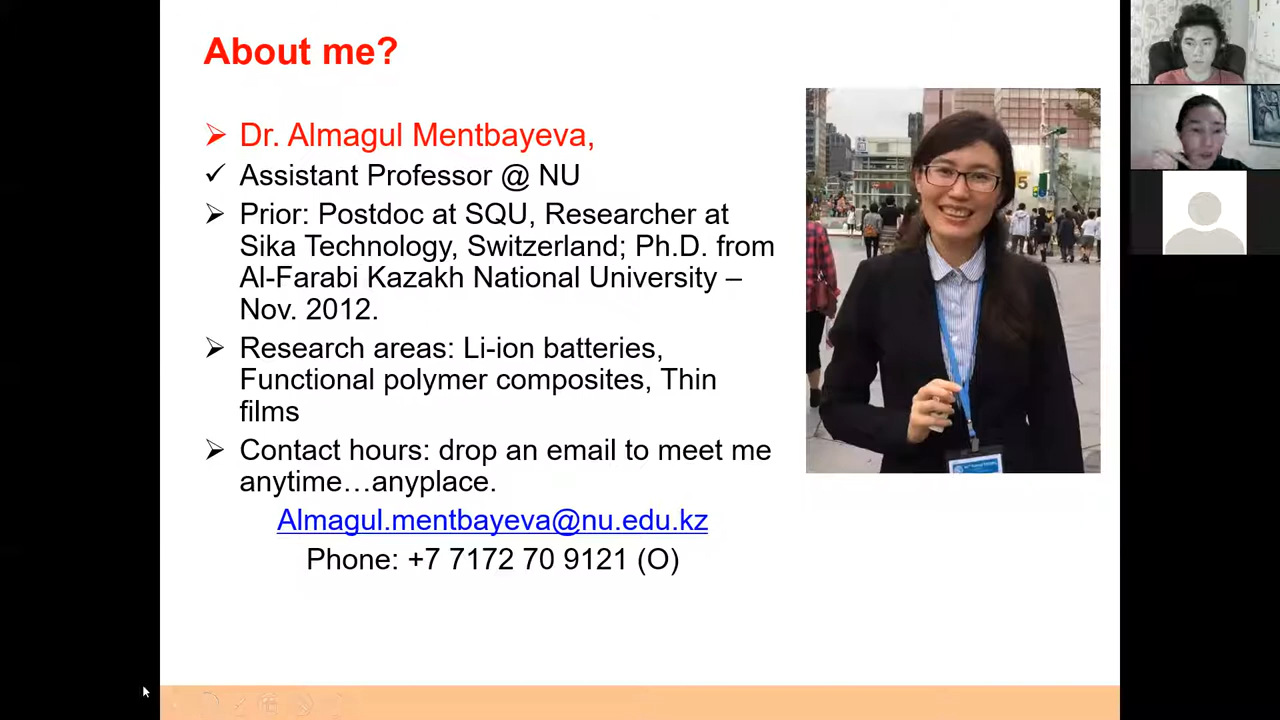 About me?
Dr. Almagul Mentbayeva,
Assistant Professor @ NU
Prior: Postdoc at SQU, Researcher at
Sika Technology, Switzerland; Ph.D. from
Al-Farabi Kazakh National University –
Nov. 2012.
Research areas: Li-ion batteries,
Functional polymer composites, Thin
films
Contact hours: drop an email to meet me
anytime…anyplace.
Almagul.mentbayeva@nu.edu.kz
Phone: +7 7172 70 9121 (O)
5